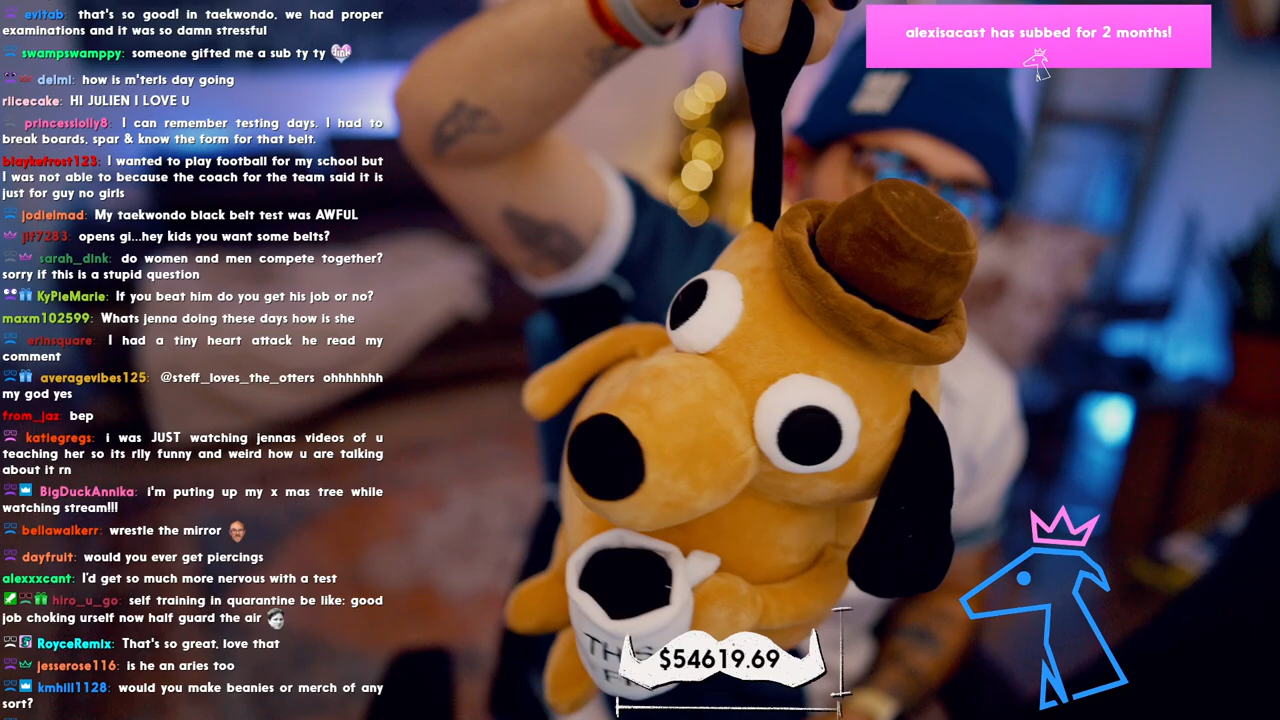 evitab: that's so good! in taekwondo, we had proper
examinations and it was so damn stressful
swampswamppy: someone gifted me a sub ty ty
delml: how is m'terls day going
riicecake: HI JULIEN I LOVE U
princesslolly8: I can remember testing days. I had to
break boards, spar & know the form for that belt.
blaykefrost123: I wanted to play football for my school but
I was not able to because the coach for the team said it is
just for guy no girls
jodielmad: My taekwondo black belt test was AWFUL
jlf7283: opens gi...hey kids you want some belts?
sarah_dink: do women and men compete together?
sorry if this is a stupid question
KyPieMarie: If you beat him do you get his job or no?
maxm102599: Whats jenna doing these days how is she
erinsquare: I had a tiny heart attack he read my
comment
averagevibes125: @steff_loves_the_otters ohhhhhhh
my god yes
from_jaz: bep
katiegregs: i was JUST watching jennas videos of u
teaching her so its rlly funny and weird how u are talking
about it rn
BigDuckAnnika: i'm puting up my x mas tree while
watching stream!!!
bellawalkerr: wrestle the mirror
dayfruit: would you ever get piercings
alexxxcant: I'd get so much more nervous with a test
hiro_u_go: self training in quarantine be like: good
job choking urself now half guard the air
RoyceRemix: That's so great, love that
jesserose116: is he an aries too
kmhill1128: would you make beanies or merch of any
sort?
alexisacast has subbed for 2 months!
THIS
$54619.69